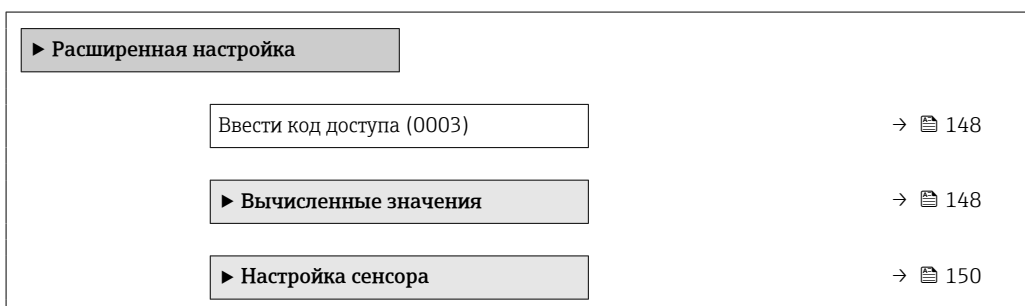 ▶ Расширенная настройка
Ввести код доступа (0003) → 148
▶ Вычисленные значения → 148
▶ Настройка сенсора → 150